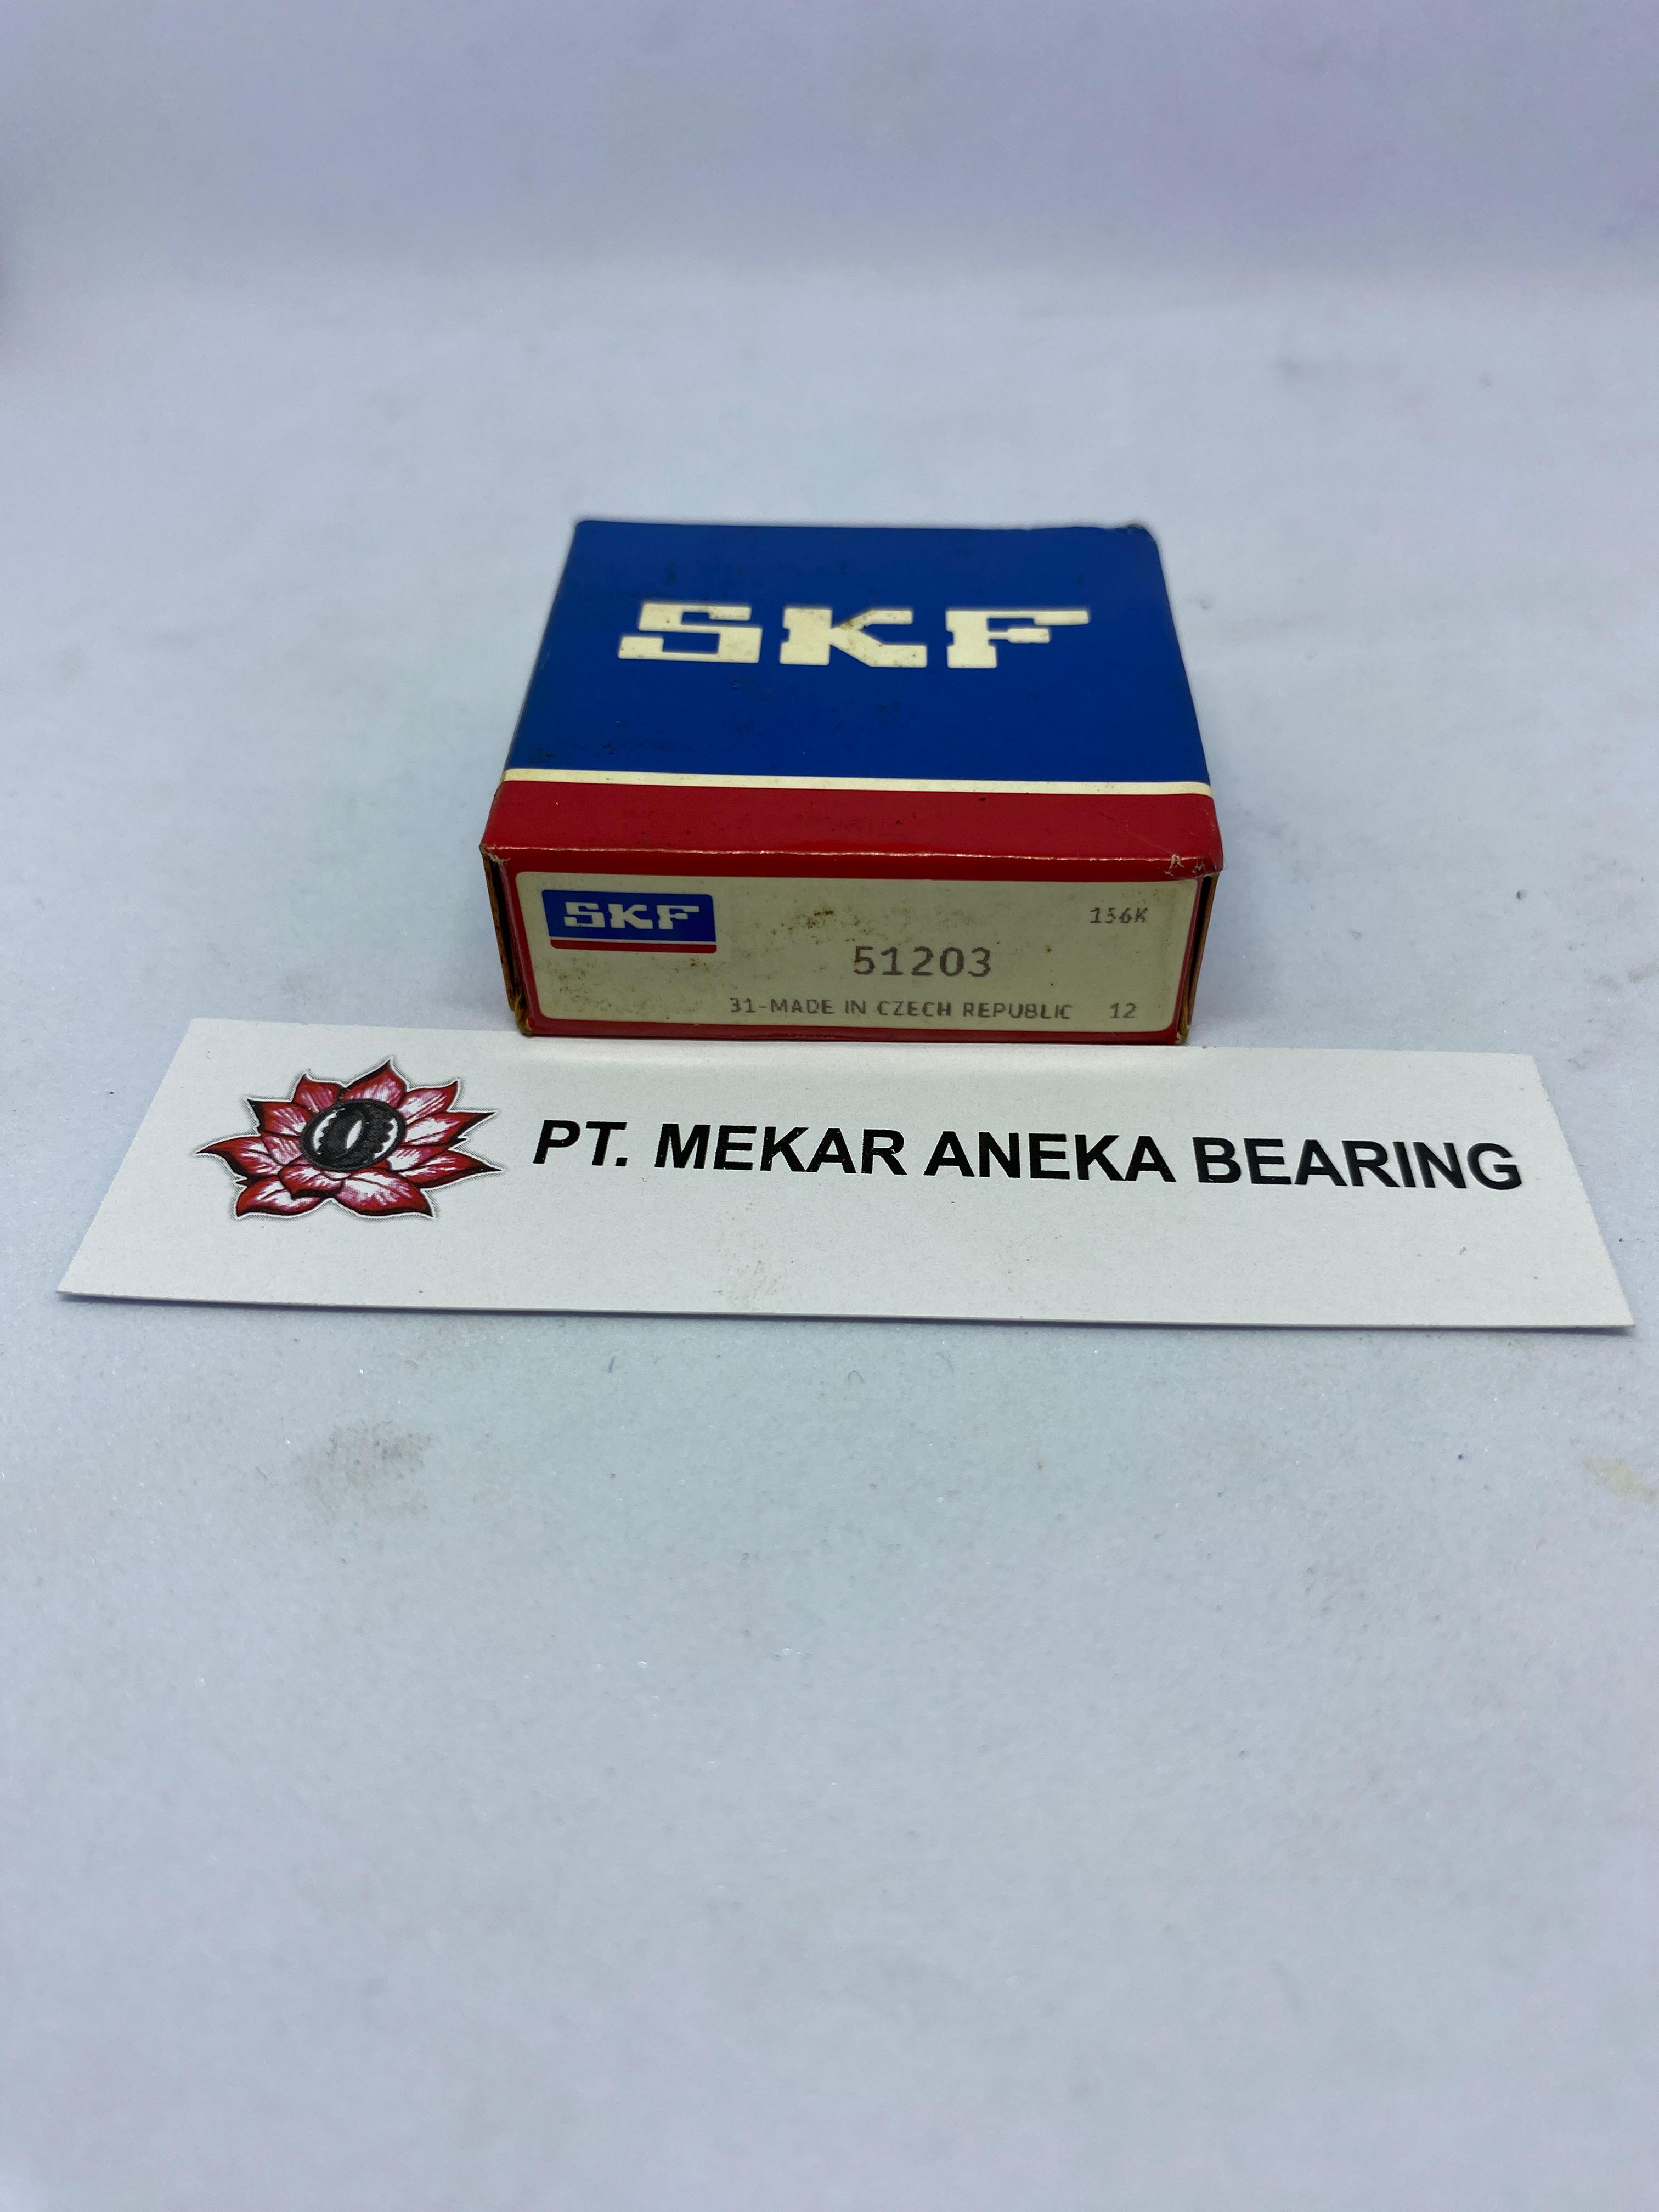 SKF
SKF
156K
51203
31-MADE IN CZECH REPUBLIC 12
PT. MEKAR ANEKA BEARING